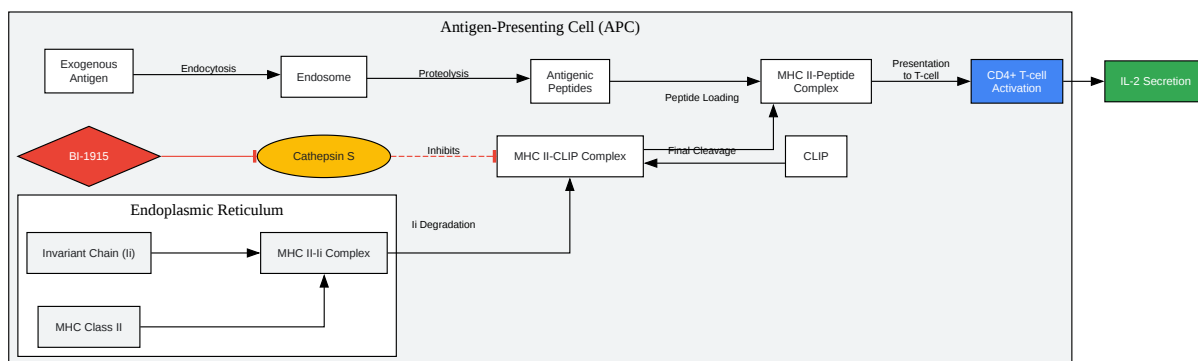 Antigen-Presenting Cell (APC)
Exogenous
Antigen
Endocytosis
Endosome
Proteolysis
Antigenic
Peptides
Peptide Loading
MHC II-Peptide
Complex
Presentation
to T-cell
CD4+ T-cell
Activation
IL-2 Secretion
BI-1915
Cathepsin S
Inhibits
MHC II-CLIP Complex
Final Cleavage
CLIP
Endoplasmic Reticulum
Ii Degradation
Invariant Chain (Ii)
MHC II-Ii Complex
MHC Class II